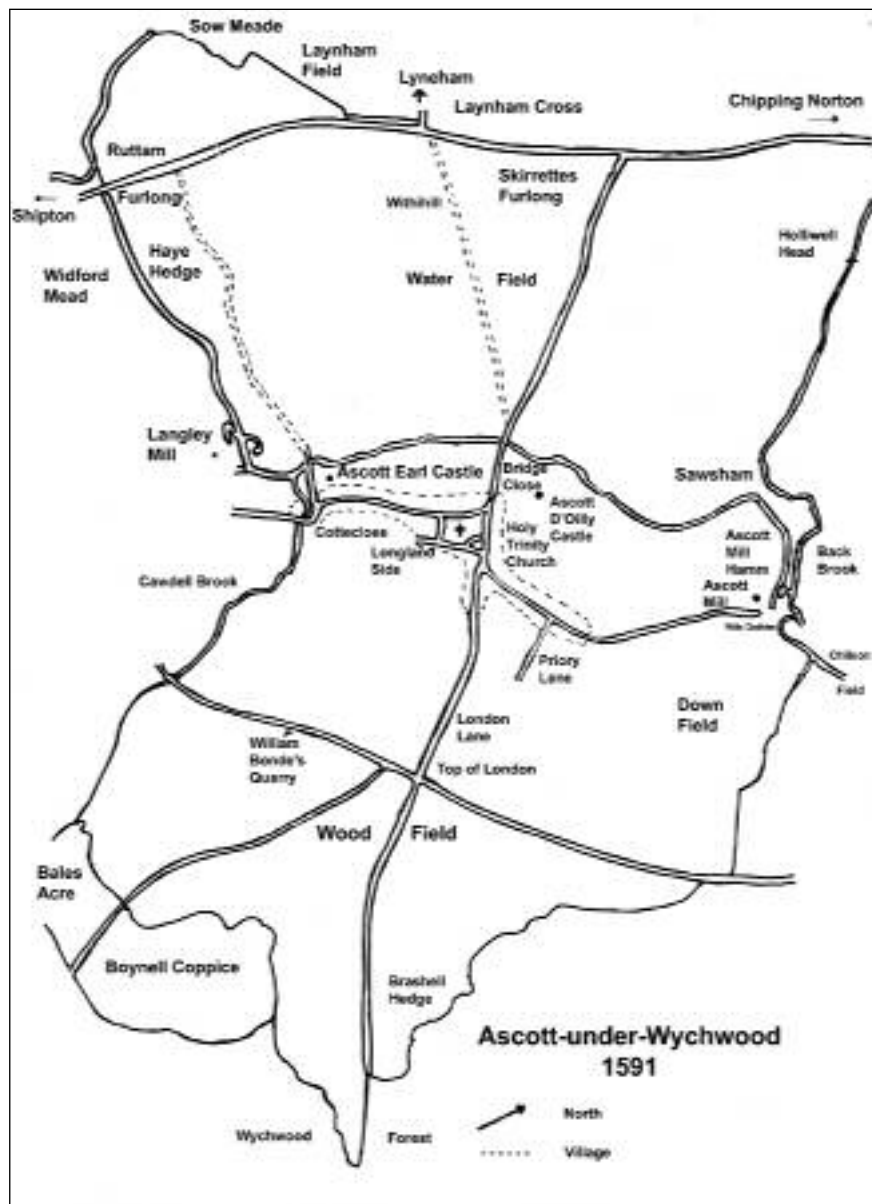 Sow Meade
Laynham
Field
Lyneham
Laynham Cross
Chipping Norton
Ruttam
Furlong
Shipton
Skirrettes
Furlong
Withihill
Holliwell
Head
Haye
Hedge
Widford
Mead
Water Field
Langley
Mill
Ascott Earl Castle
Bridge
Close
Sawsham
Ascott
D'Oilly
Castle
Holy
Trinity
Church
Cotteclose
Longland
Side
Ascott
Mill
Hamm
Back
Brook
Ascott
Mill
Cawdell Brook
Priory
Lane
Chilson
Field
Down
Field
London
Lane
William
Bonde's
Quarry
Top of London
Wood Field
Bales
Acre
Boynell Coppice
Brashell
Hedge
Ascott-under-Wychwood
1591
North
Wychwood Forest
Village